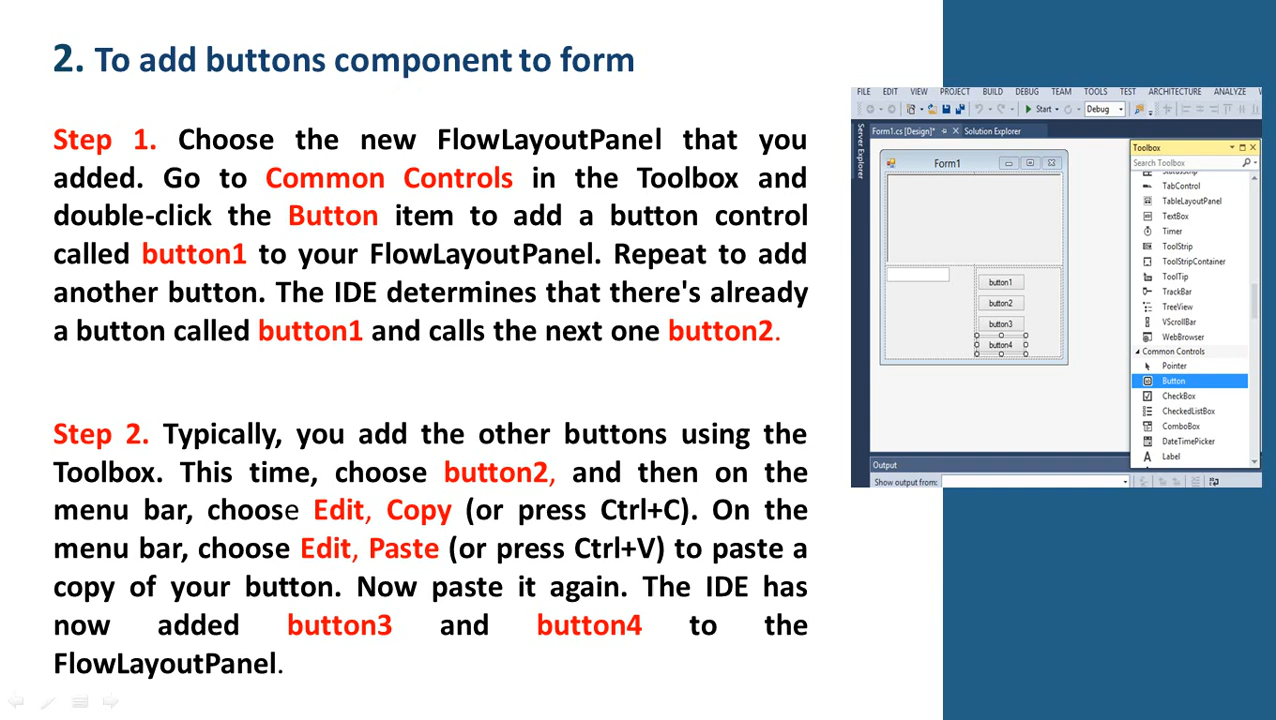 2. To add buttons component to form
Step 1. Choose the new FlowLayoutPanel that you
added. Go to Common Controls in the Toolbox and
double-click the Button item to add a button control
called button1 to your FlowLayoutPanel. Repeat to add
another button. The IDE determines that there's already
a button called button1 and calls the next one button2.
Step 2. Typically, you add the other buttons using the
Toolbox. This time, choose button2, and then on the
menu bar, choose Edit, Copy (or press Ctrl+C). On the
menu bar, choose Edit, Paste (or press Ctrl+V) to paste a
copy of your button. Now paste it again. The IDE has
now added button3 and button4 to the
FlowLayoutPanel.
FILE EDIT VIEW PROJECT BUILD DEBUG TEAM TOOLS TEST ARCHITECTURE ANALYZE
Start Debug
Server Explorer
Form1.cs [Design]* Solution Explorer
Form1
button1
button2
button3
button4
Toolbox
Search Toolbox
StatusStrip
TabControl
TableLayoutPanel
TextBox
Timer
ToolStrip
ToolStripContainer
ToolTip
TrackBar
TreeView
VScrollBar
WebBrowser
Common Controls
Pointer
Button
CheckBox
CheckedListBox
ComboBox
DateTimePicker
Label
Output
Show output from: